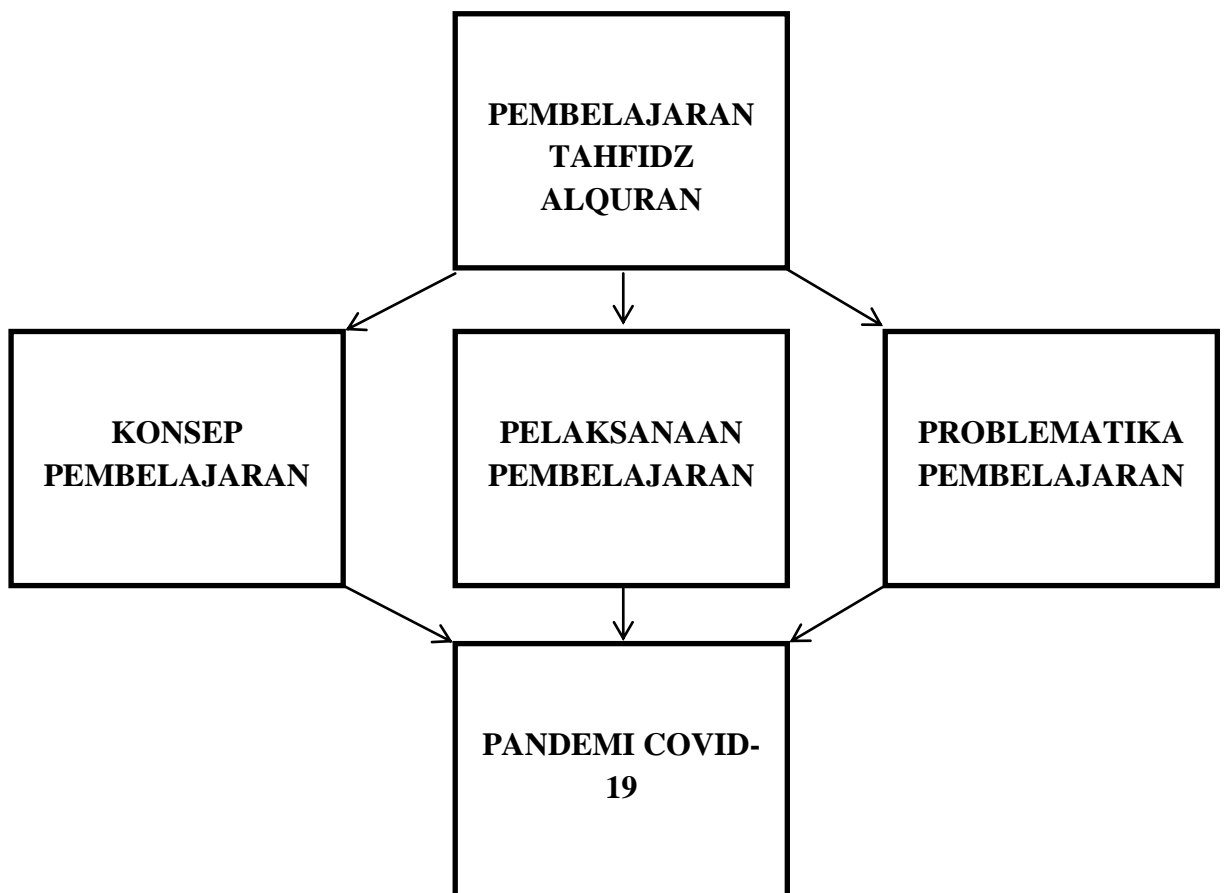 PEMBELAJARAN
TAHFIDZ
ALQURAN
KONSEP
PEMBELAJARAN
PELAKSANAAN
PEMBELAJARAN
PROBLEMATIKA
PEMBELAJARAN
PANDEMI COVID-
19